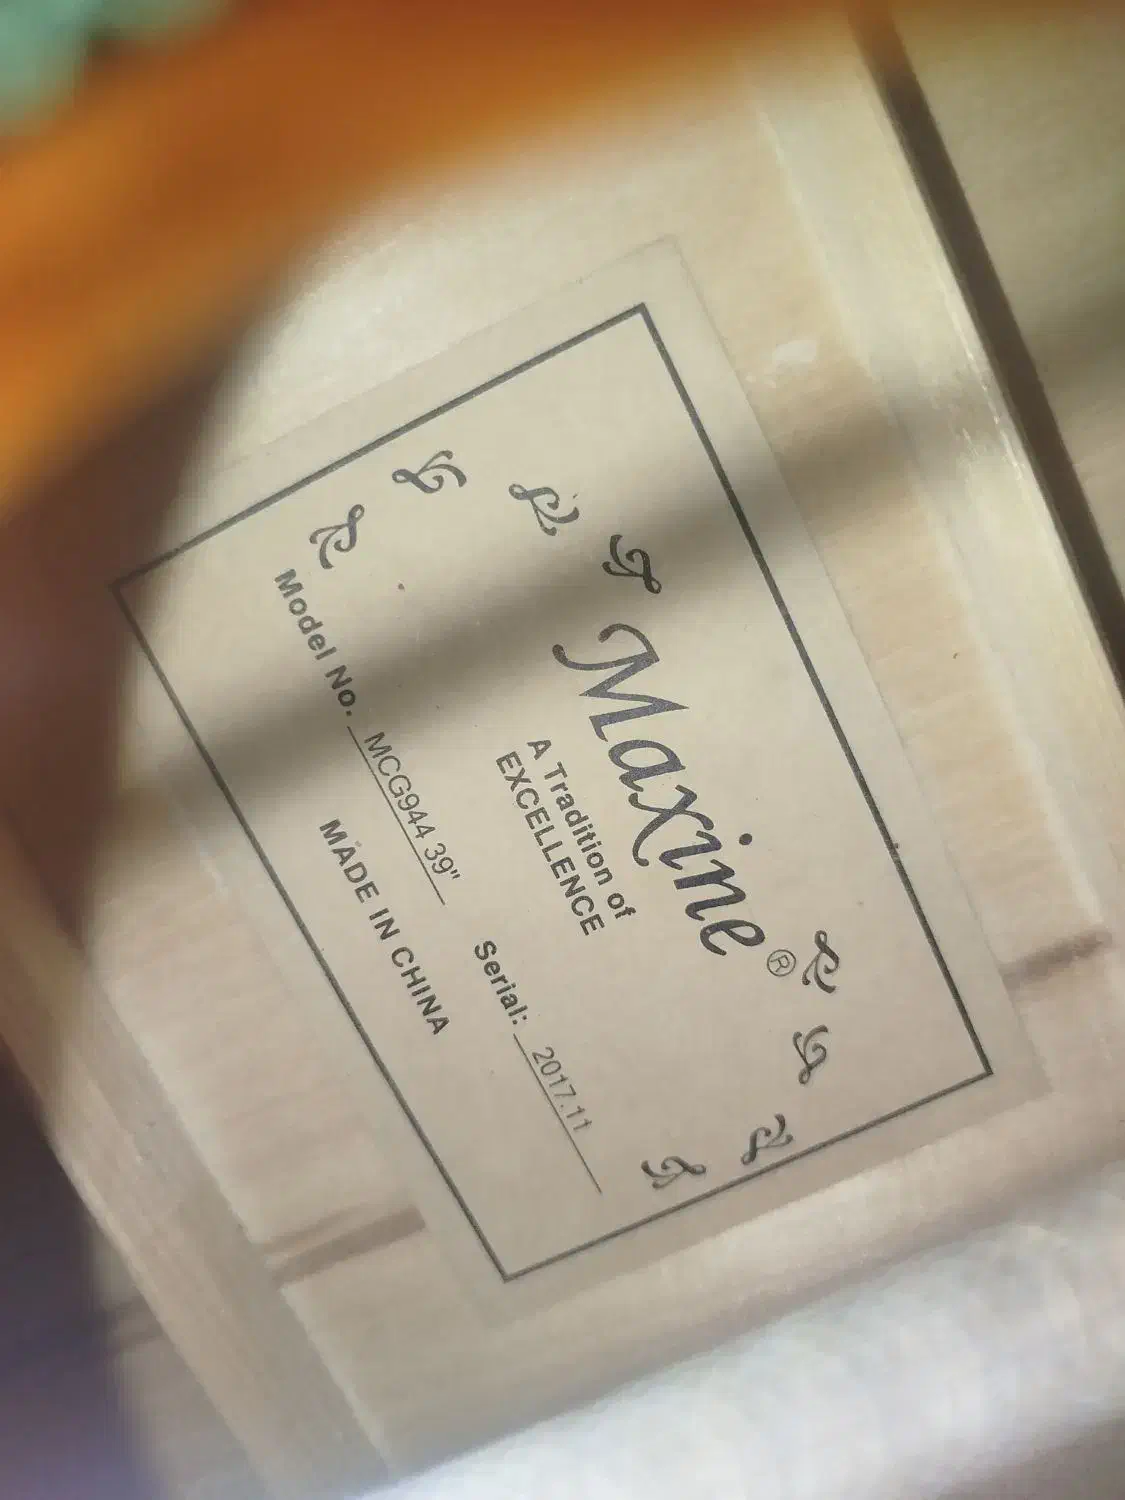 Maxine®
A Tradition of
EXCELLENCE
Model No. MCG944 39" Serial: 2017.11
MADE IN CHINA